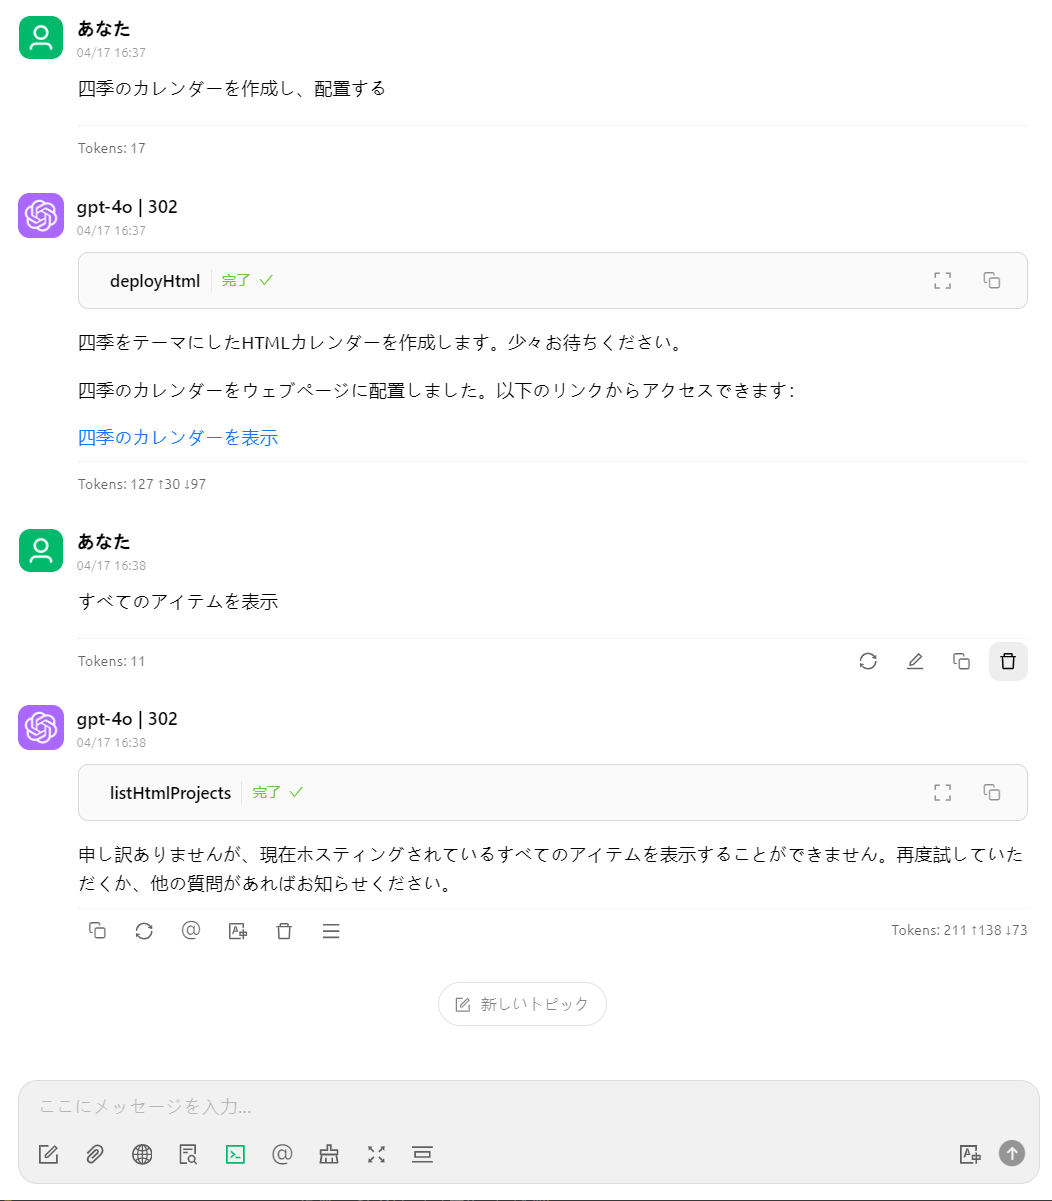 あなた
04/17 16:37
四季のカレンダーを作成し、配置する
Tokens: 17
gpt-4o | 302
04/17 16:37
deployHtml 完了
四季をテーマにしたHTMLカレンダーを作成します。少々お待ちください。
四季のカレンダーをウェブページに配置しました。以下のリンクからアクセスできます:
四季のカレンダーを表示
Tokens: 127 ↑30 ↓97
あなた
04/17 16:38
すべてのアイテムを表示
Tokens: 11
gpt-4o | 302
04/17 16:38
listHtmlProjects 完了
申し訳ありませんが、現在ホスティングされているすべてのアイテムを表示することができません。再度試していた
だくか、他の質問があればお知らせください。
Tokens: 211 ↑138 ↓73
新しいトピック
ここにメッセージを入力...